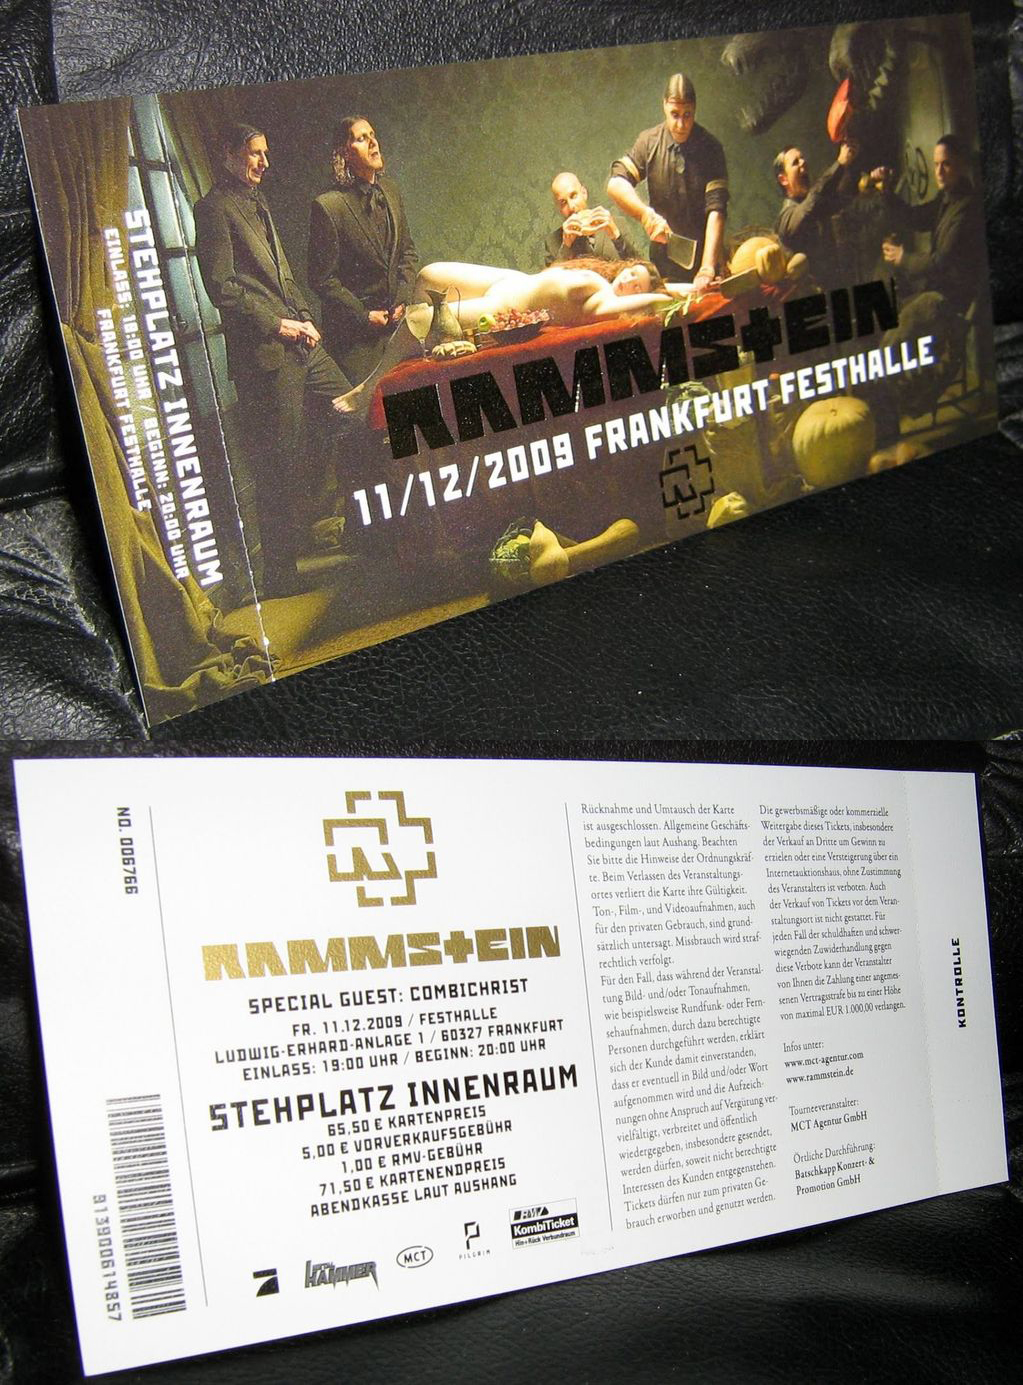 STEHPLATZ INNENRAUM
EINLASS: 19:00 UHR / BEGINN: 20:00 UHR
FRANKFURT FESTHALLE
RAMMSTEIN
11/12/2009 FRANKFURT FESTHALLE
NO. 006766
913900614857
RAMMSTEIN
SPECIAL GUEST: COMBICHRIST
FR. 11.12.2009 / FESTHALLE
LUDWIG-ERHARD-ANLAGE 1 / 60327 FRANKFURT
EINLASS: 19:00 UHR / BEGINN: 20:00 UHR
STEHPLATZ INNENRAUM
65,50 € KARTENPREIS
5,00 € VORVERKAUFSGEBÜHR
1,00 € RMV-GEBÜHR
71,50 € KARTENENDPREIS
ABENDKASSE LAUT AUSHANG
METAL HAMMER
MCT
PILGRIM
RMV
KombiTicket
Hin+Rück Verbundraum
Rücknahme und Umtausch der Karte
ist ausgeschlossen. Allgemeine Geschäfts-
bedingungen laut Aushang. Beachten
Sie bitte die Hinweise der Ordnungskräf-
te. Beim Verlassen des Veranstaltungs-
ortes verliert die Karte ihre Gültigkeit.
Ton-, Film-, und Videoaufnahmen, auch
für den privaten Gebrauch, sind grund-
sätzlich untersagt. Missbrauch wird straf-
rechtlich verfolgt.
Für den Fall, dass während der Veranstal-
tung Bild- und/oder Tonaufnahmen,
wie beispielsweise Rundfunk- oder Fern-
sehaufnahmen, durch dazu berechtigte
Personen durchgeführt werden, erklärt
sich der Kunde damit einverstanden,
dass er eventuell in Bild und/oder Wort
aufgenommen wird und die Aufzeich-
nungen ohne Anspruch auf Vergütung ver-
vielfältigt, verbreitet und öffentlich
wiedergegeben, insbesondere gesendet,
werden dürfen, soweit nicht berechtigte
Interessen des Kunden entgegenstehen.
Tickets dürfen nur zum privaten Ge-
brauch erworben und genutzt werden.
Die gewerbsmäßige oder kommerzielle
Weitergabe dieses Tickets, insbesondere
der Verkauf an Dritte um Gewinn zu
erzielen oder eine Versteigerung über ein
Internetauktionshaus, ohne Zustimmung
des Veranstalters ist verboten. Auch
der Verkauf von Tickets vor dem Veran-
staltungsort ist nicht gestattet. Für
jeden Fall der schuldhaften und schwer-
wiegenden Zuwiderhandlung gegen
diese Verbote kann der Veranstalter
von Ihnen die Zahlung einer angemes-
senen Vertragsstrafe bis zu einer Höhe
von maximal EUR 1.000,00 verlangen.
Infos unter:
www.mct-agentur.com
www.rammstein.de
Tourneeveranstalter:
MCT Agentur GmbH
Örtliche Durchführung:
Batschkapp Konzert- &
Promotion GmbH
KONTROLLE